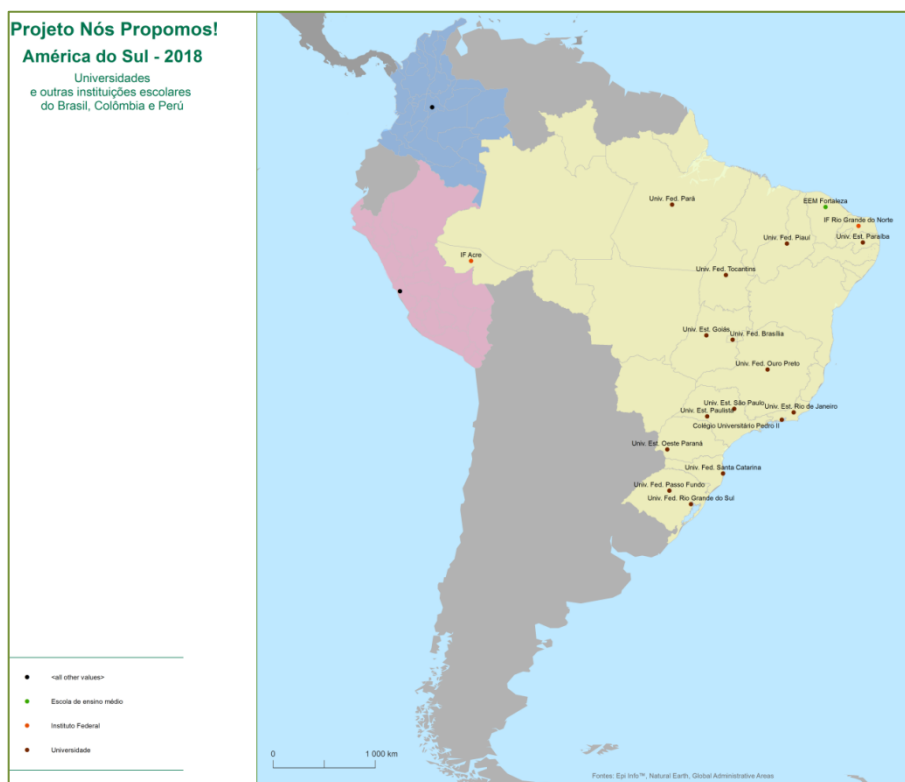 Projeto Nós Propomos!
América do Sul - 2018
Universidades
e outras instituições escolares
do Brasil, Colômbia e Perú
Univ. Fed. Pará
EEM Fortaleza
IF Rio Grande do Norte
Univ. Fed. Piauí
Univ. Est. Paraíba
IF Acre
Univ. Fed. Tocantins
Univ. Est. Goiés
Univ. Fed. Brasília
Univ. Fed. Ouro Preto
Univ. Est. São Paulo
Univ. Est. Paulista
Univ. Est. Rio de Janeiro
Colégio Universitário Pedro II
Univ. Est. Oeste Paraná
Univ. Fed. Santa Catarina
Univ. Fed. Passo Fundo
Univ. Fed. Rio Grande do Sul
<all other values>
Escola de ensino médio
Instituto Federal
Universidade
0
1 000 km
Fontes: Epi Info™, Natural Earth, Global Administrative Areas